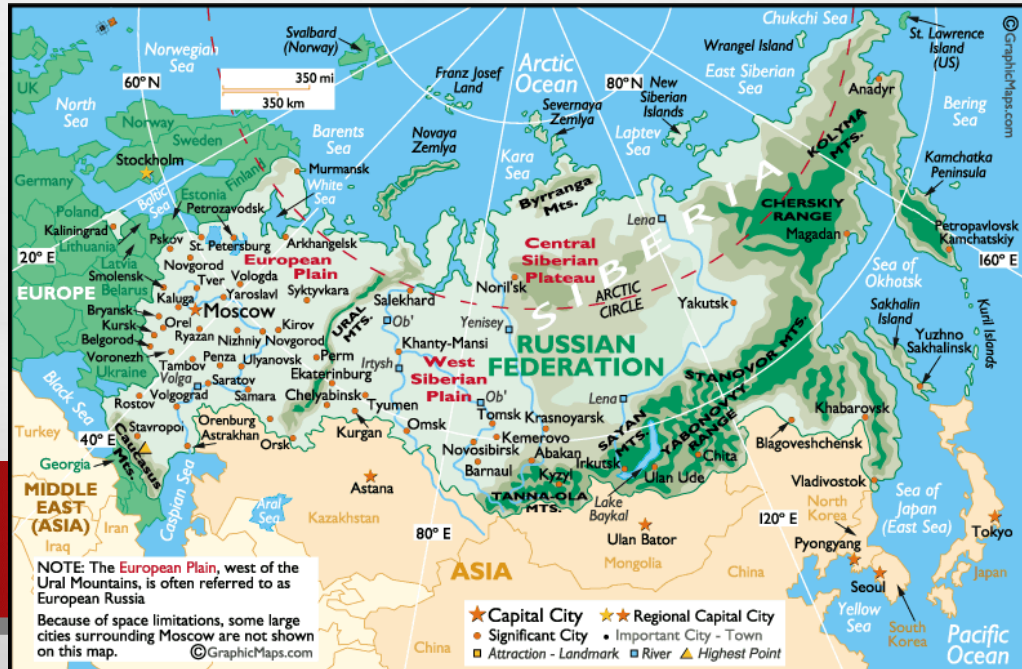 Chukchi Sea
©GraphicMaps.com
Svalbard
(Norway)
Norwegian
Sea
Wrangel Island
St. Lawrence
Island
(US)
UK
60° N
350 mi
350 km
Franz Josef
Land
Arctic
Ocean
80° N
East Siberian
Sea
New
Siberian
Islands
Anadyr
North
Sea
Norway
Sweden
Barents
Sea
Novaya
Zemlya
Severnaya
Zemlya
Laptev
Sea
Bering
Sea
KOLYMA
MTS.
Stockholm
Finland
Murmansk
Kara
Sea
Kamchatka
Peninsula
Germany
Baltic
Sea
Estonia
White
Sea
Byrranga
Mts.
Lena
SIBERIA
CHERSKIY
RANGE
Poland
Petrozavodsk
Kaliningrad
Lithuania
Pskov
St. Petersburg
Arkhangelsk
Magadan
Petropavlovsk
Kamchatskiy
20° E
Latvia
Novgorod
European
Plain
Central
Siberian
Plateau
160° E
Belarus
Smolensk
Tver
Vologda
Noril'sk
Sea of
Okhotsk
EUROPE
Kaluga
Yaroslavl
Syktyvkara
Salekhard
ARCTIC
CIRCLE
Yakutsk
Sakhalin
Island
Kuril Islands
Bryansk
Moscow
URAL
MTS.
Ob'
Yenisey
Kursk
Orel
Ryazan
Kirov
Khanty-Mansi
RUSSIAN
FEDERATION
Yuzhno
Sakhalinsk
Belgorod
Nizhniy
Novgorod
Voronezh
Penza
Ulyanovsk
Perm
Irtysh
West
Siberian
Plain
STANOVOR MTS.
Ukraine
Tambov
Ekaterinburg
Volga
Saratov
Chelyabinsk
Ob'
Lena
Khabarovsk
Black Sea
Volgograd
Samara
Tyumen
Tomsk
Krasnoyarsk
SAYAN
MTS.
YABONOVYY
RANGE
Rostov
Orenburg
Omsk
Blagoveshchensk
Turkey
40° E
Stavropol
Astrakhan
Orsk
Kurgan
Kemerovo
Novosibirsk
Abakan
Irkutsk
Chita
Caucasus
Mts.
Barnaul
Kyzyl
Ulan Ude
Vladivostok
Georgia
Astana
TANNA-OLA
MTS.
Lake
Baykal
North
Korea
Sea of
Japan
(East Sea)
MIDDLE
EAST
(ASIA)
Caspian Sea
Aral
Sea
Kazakhstan
80° E
Ulan Bator
120° E
Pyongyang
Tokyo
Iran
Iraq
Mongolia
China
Seoul
Japan
ASIA
NOTE: The European Plain, west of the
Ural Mountains, is often referred to as
European Russia
Because of space limitations, some large
cities surrounding Moscow are not shown
on this map.
©GraphicMaps.com
China
Capital City
Regional Capital City
Significant City
Important City - Town
Attraction - Landmark
River
Highest Point
Yellow
Sea
South
Korea
Pacific
Ocean